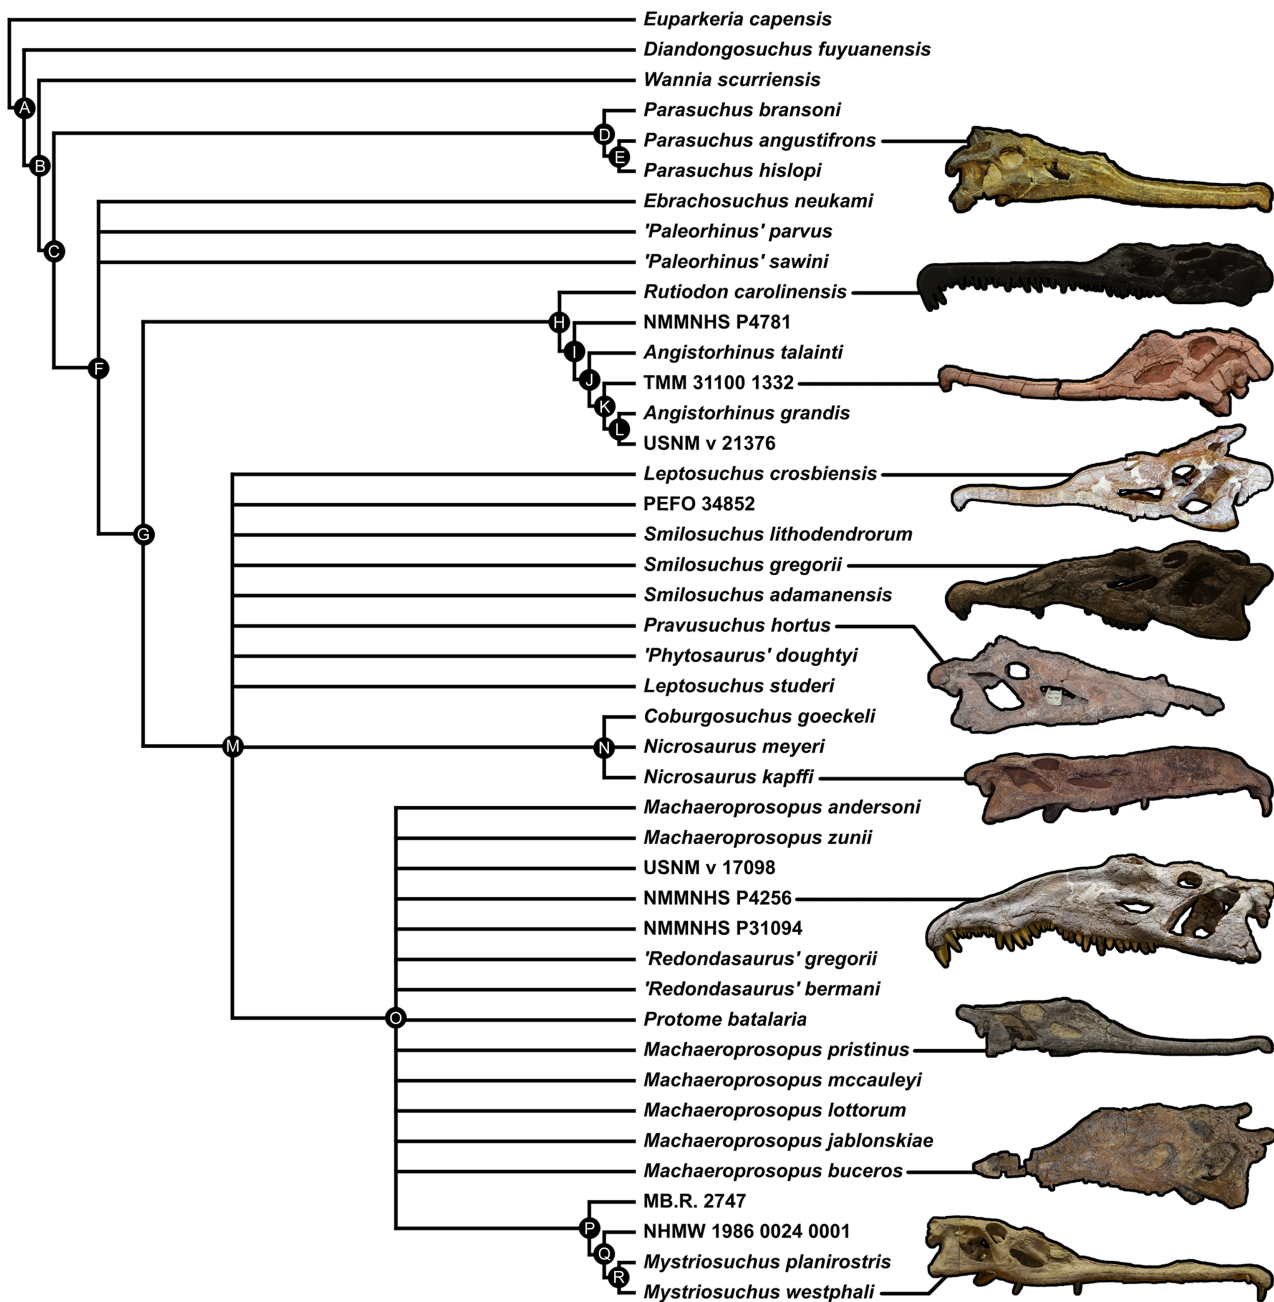 Euparkeria capensis
Diandongosuchus fuyuanensis
Wannia scurriensis
A
Parasuchus bransoni
D
Parasuchus angustifrons
E
B
Parasuchus hislopi
Ebrachosuchus neukami
'Paleorhinus' parvus
C
'Paleorhinus' sawini
Rutiodon carolinensis
H
NMMNHS P4781
I
Angistorhinus talainti
F
J
TMM 31100 1332
K
Angistorhinus grandis
L
USNM v 21376
Leptosuchus crosbiensis
PEFO 34852
G
Smilosuchus lithodendrorum
Smilosuchus gregorii
Smilosuchus adamanensis
Pravusuchus hortus
'Phytosaurus' doughtyi
Leptosuchus studeri
Coburgosuchus goeckeli
M
N
Nicrosaurus meyeri
Nicrosaurus kapffi
Machaeroprosopus andersoni
Machaeroprosopus zunii
USNM v 17098
NMMNHS P4256
NMMNHS P31094
'Redondasaurus' gregorii
'Redondasaurus' bermani
O
Protome batalaria
Machaeroprosopus pristinus
Machaeroprosopus mccauleyi
Machaeroprosopus lottorum
Machaeroprosopus jablonskiae
Machaeroprosopus buceros
MB.R. 2747
P
NHMW 1986 0024 0001
Q
Mystriosuchus planirostris
R
Mystriosuchus westphali